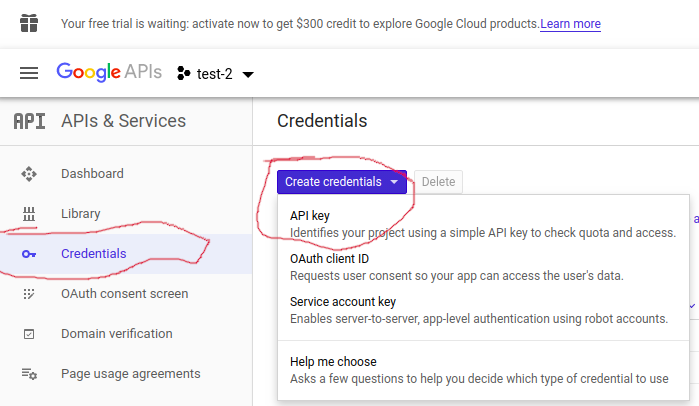 Your free trial is waiting: activate now to get $300 credit to explore Google Cloud products. Learn more
Google APIs test-2
API APIs & Services
Credentials
Dashboard
Library
Credentials
OAuth consent screen
Domain verification
Page usage agreements
Create credentials Delete
API key
Identifies your project using a simple API key to check quota and access.
OAuth client ID
Requests user consent so your app can access the user's data.
Service account key
Enables server-to-server, app-level authentication using robot accounts.
Help me choose
Asks a few questions to help you decide which type of credential to use